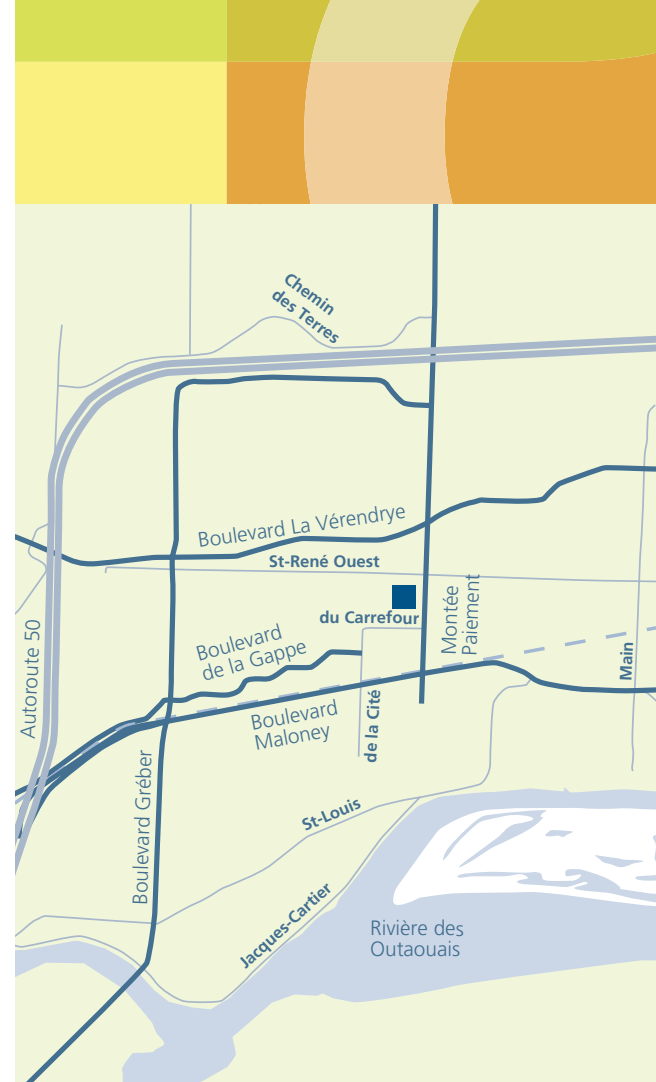 Chemin
des Terres
Boulevard La Vérendrye
St-René Ouest
du Carrefour
Montée
Paiement
Boulevard
de la Gappe
Autoroute 50
Main
Boulevard
Maloney
de la Cité
Boulevard Gréber
St-Louis
Jacques-Cartier
Rivière des
Outaouais